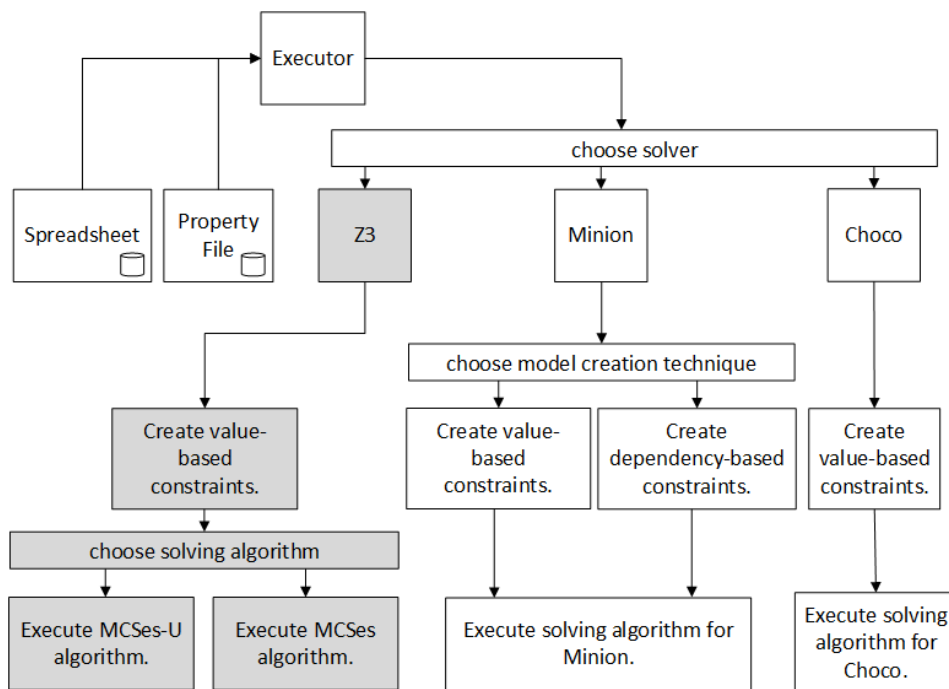 Executor
choose solver
Spreadsheet
Property
File
Z3
Minion
Choco
choose model creation technique
Create value-
based
constraints.
Create value-
based
constraints.
Create
dependency-based
constraints.
Create
value-based
constraints.
choose solving algorithm
Execute MCSes-U
algorithm.
Execute MCSes
algorithm.
Execute solving algorithm for
Minion.
Execute solving
algorithm for
Choco.